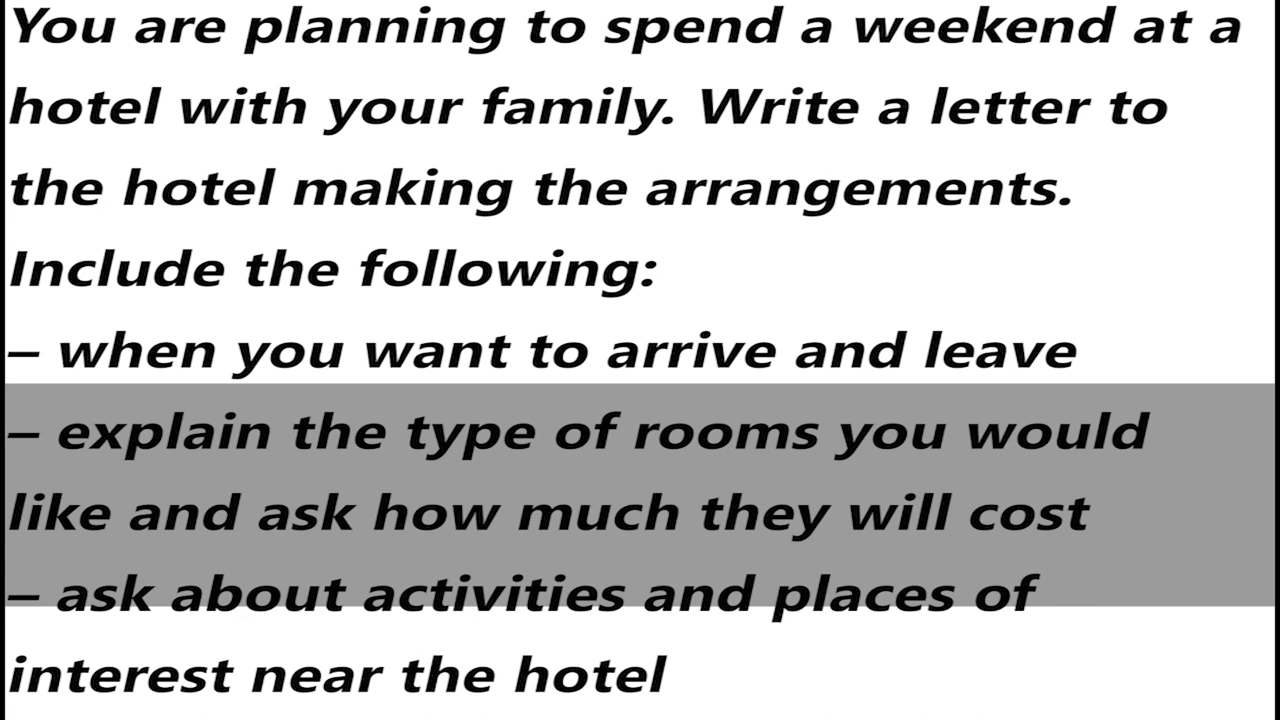 You are planning to spend a weekend at a
hotel with your family. Write a letter to
the hotel making the arrangements.
Include the following:
– when you want to arrive and leave
– explain the type of rooms you would
like and ask how much they will cost
– ask about activities and places of
interest near the hotel